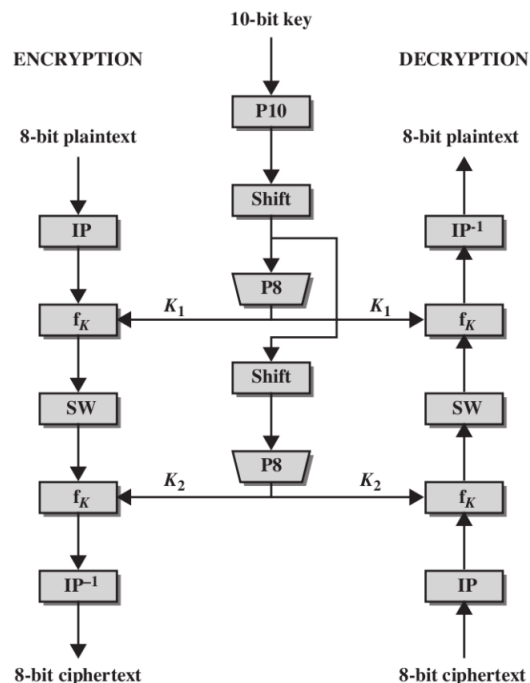 10-bit key
ENCRYPTION
DECRYPTION
P10
8-bit plaintext
8-bit plaintext
Shift
IP
IP-1
P8
K1
K1
fK
fK
Shift
SW
SW
P8
K2
K2
fK
fK
IP–1
IP
8-bit ciphertext
8-bit ciphertext